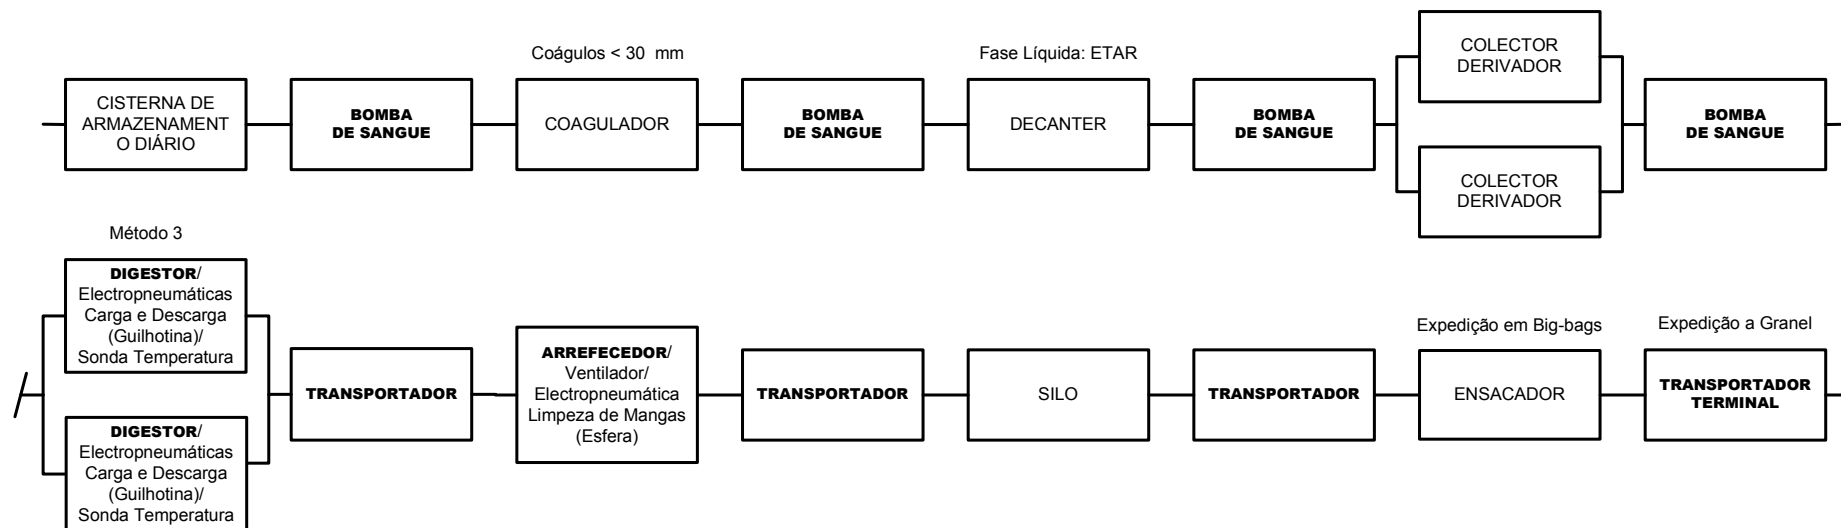 Coágulos < 30 mm
Fase Líquida: ETAR
CISTERNA DE
ARMAZENAMENT
O DIÁRIO
BOMBA
DE SANGUE
COAGULADOR
BOMBA
DE SANGUE
DECANTER
BOMBA
DE SANGUE
COLECTOR
DERIVADOR
COLECTOR
DERIVADOR
BOMBA
DE SANGUE
Método 3
DIGESTOR/
Electropneumáticas
Carga e Descarga
(Guilhotina)/
Sonda Temperatura
DIGESTOR/
Electropneumáticas
Carga e Descarga
(Guilhotina)/
Sonda Temperatura
TRANSPORTADOR
ARREFECEDOR/
Ventilador/
Electropneumática
Limpeza de Mangas
(Esfera)
TRANSPORTADOR
SILO
TRANSPORTADOR
Expedição em Big-bags
ENSACADOR
Expedição a Granel
TRANSPORTADOR
TERMINAL